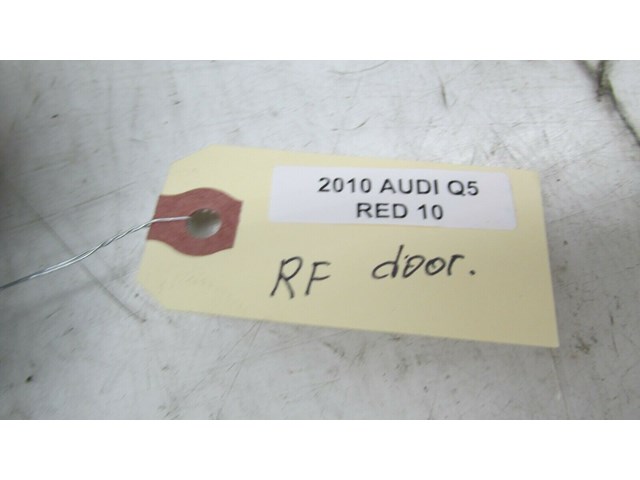 2010 AUDI Q5
RED 10
RF door.